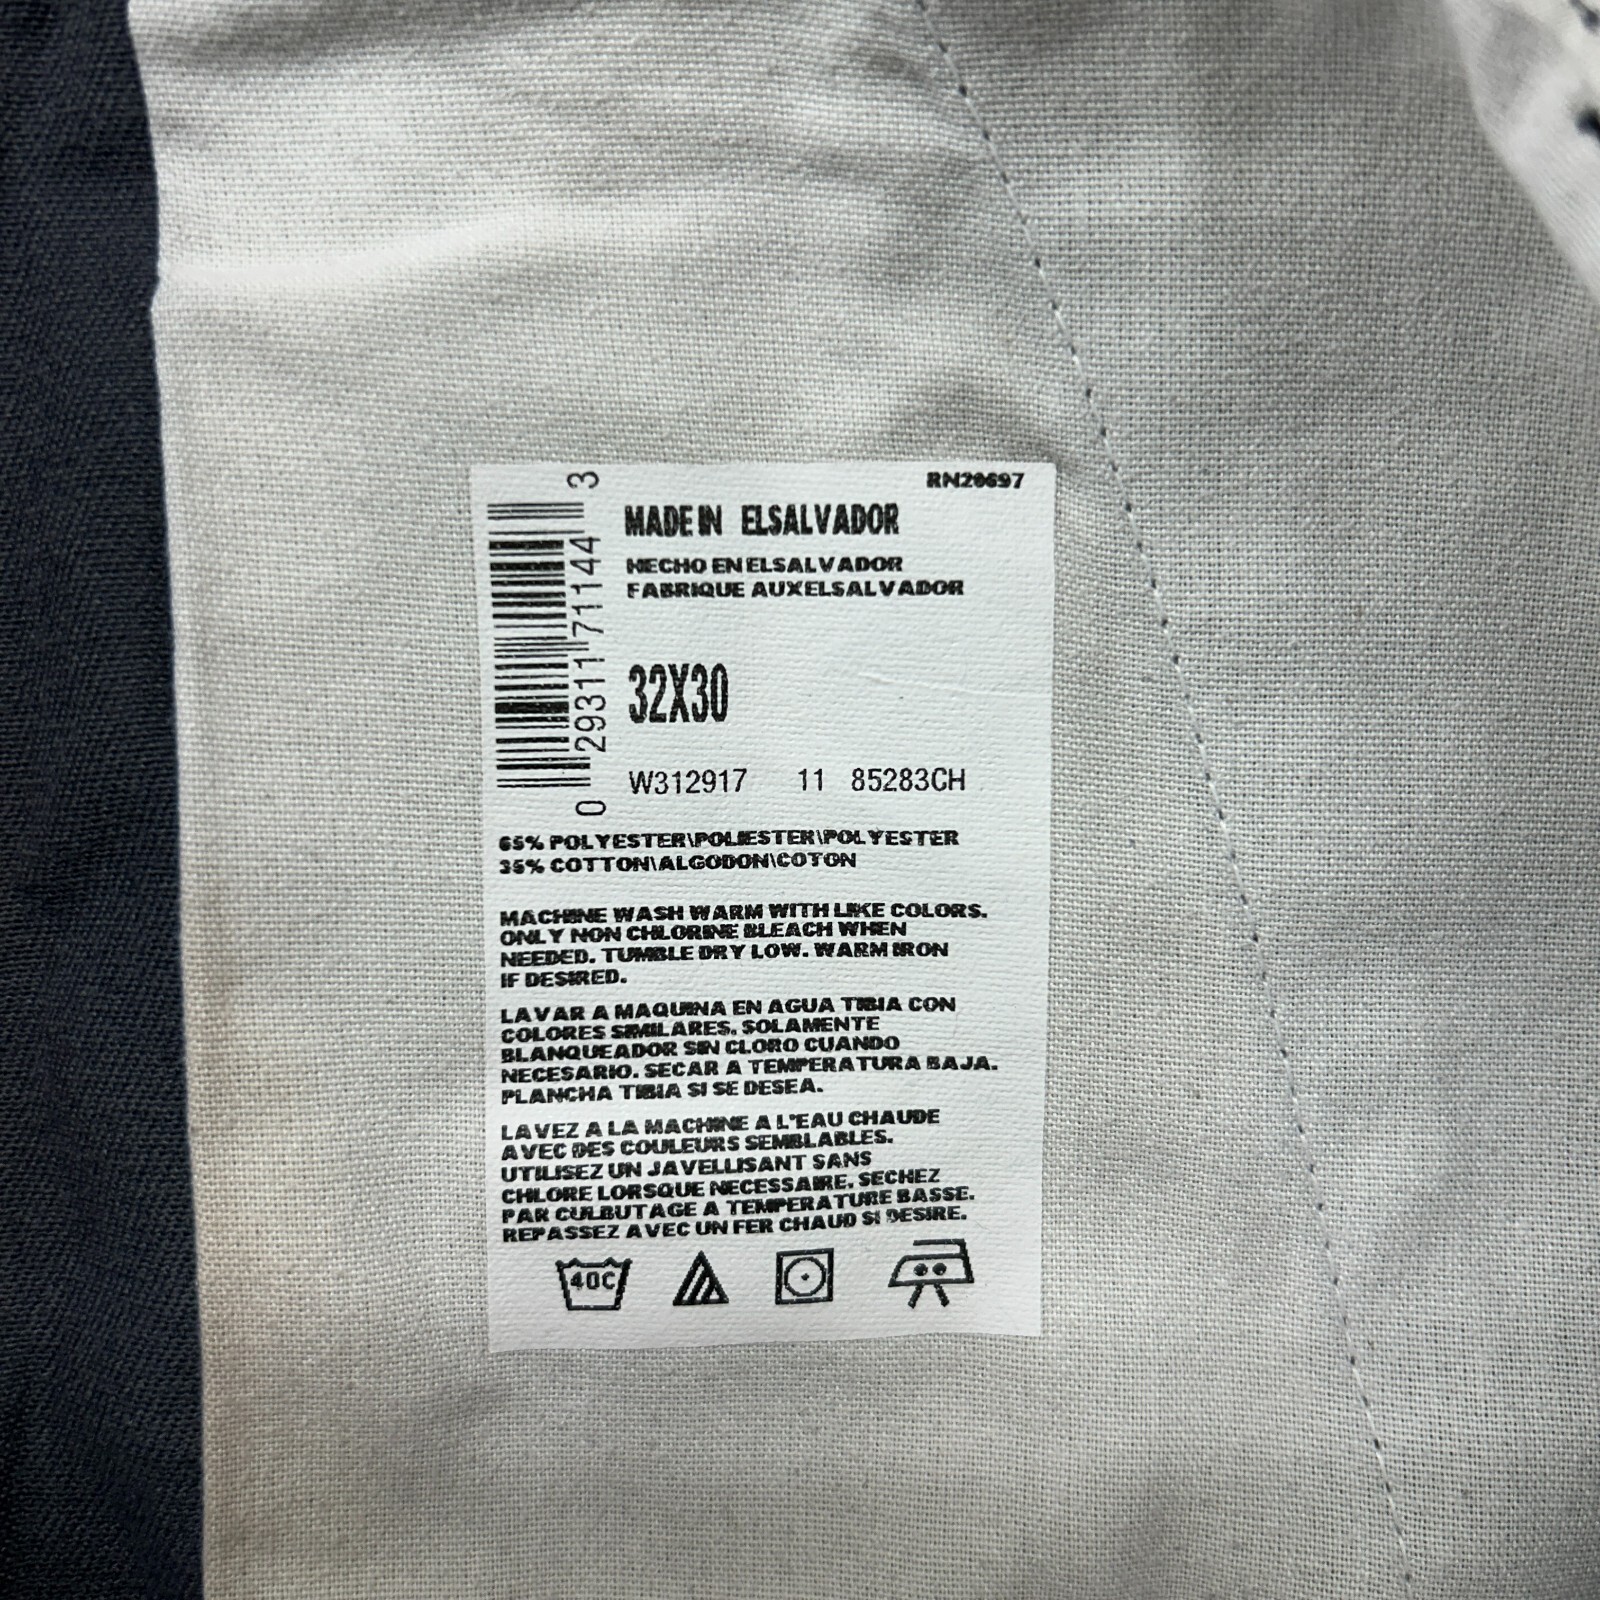 RN20697
MADE IN ELSALVADOR
HECHO EN ELSALVADOR
FABRIQUE AUXELSALVADOR
0 29311 71144 3
32X30
W312917 11 85283CH
65% POLYESTER\POLIESTER\POLYESTER
35% COTTON\ALGODON\COTON
MACHINE WASH WARM WITH LIKE COLORS.
ONLY NON CHLORINE BLEACH WHEN
NEEDED. TUMBLE DRY LOW. WARM IRON
IF DESIRED.
LAVAR A MAQUINA EN AGUA TIBIA CON
COLORES SIMILARES. SOLAMENTE
BLANQUEADOR SIN CLORO CUANDO
NECESARIO. SECAR A TEMPERATURA BAJA.
PLANCHA TIBIA SI SE DESEA.
LAVEZ A LA MACHINE A L'EAU CHAUDE
AVEC DES COULEURS SEMBLABLES.
UTILISEZ UN JAVELLISANT SANS
CHLORE LORSQUE NECESSAIRE. SECHEZ
PAR CULBUTAGE A TEMPERATURE BASSE.
REPASSEZ AVEC UN FER CHAUD SI DESIRE.
40C